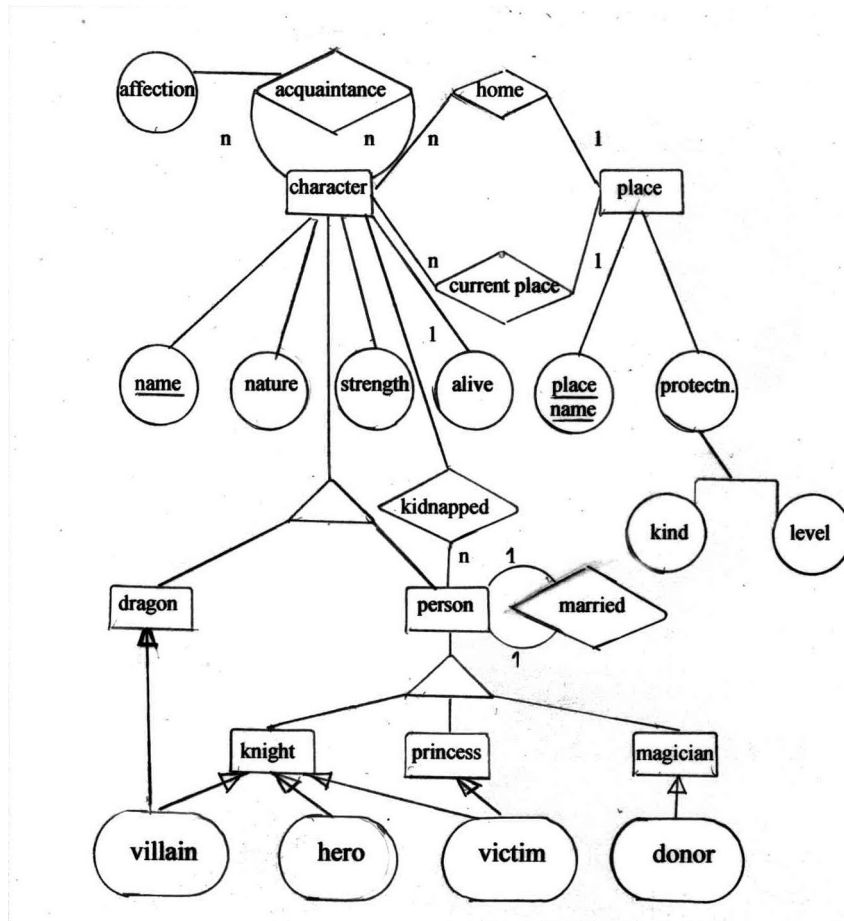 affection
acquaintance
home
n
n
n
1
character
place
n
1
current place
1
name
nature
strength
alive
place
name
protectn.
kidnapped
kind
level
n
1
dragon
person
married
1
knight
princess
magician
villain
hero
victim
donor